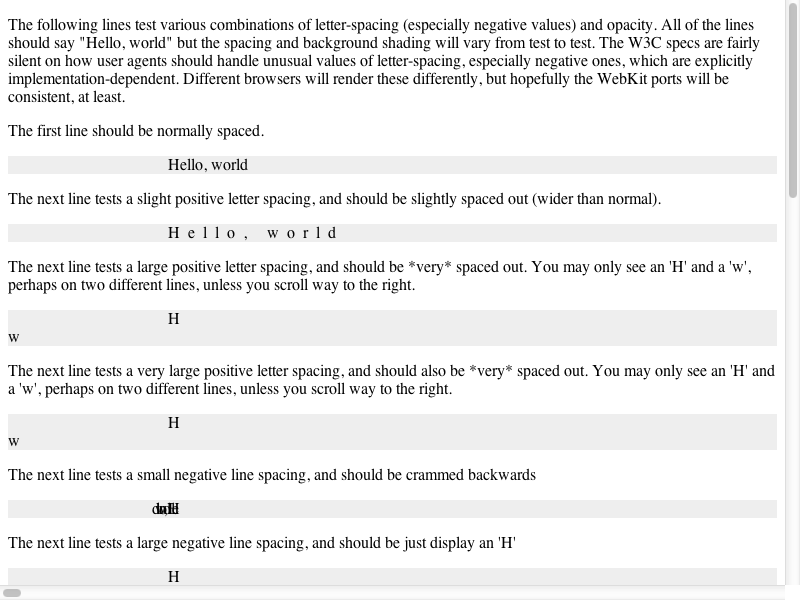 The following lines test various combinations of letter-spacing (especially negative values) and opacity. All of the lines
should say "Hello, world" but the spacing and background shading will vary from test to test. The W3C specs are fairly
silent on how user agents should handle unusual values of letter-spacing, especially negative ones, which are explicitly
implementation-dependent. Different browsers will render these differently, but hopefully the WebKit ports will be
consistent, at least.
The first line should be normally spaced.
Hello, world
The next line tests a slight positive letter spacing, and should be slightly spaced out (wider than normal).
H e l l o ,  w o r l d
The next line tests a large positive letter spacing, and should be *very* spaced out. You may only see an 'H' and a 'w',
perhaps on two different lines, unless you scroll way to the right.
H
w
The next line tests a very large positive letter spacing, and should also be *very* spaced out. You may only see an 'H' and
a 'w', perhaps on two different lines, unless you scroll way to the right.
H
w
The next line tests a small negative line spacing, and should be crammed backwards
The next line tests a large negative line spacing, and should be just display an 'H'
H